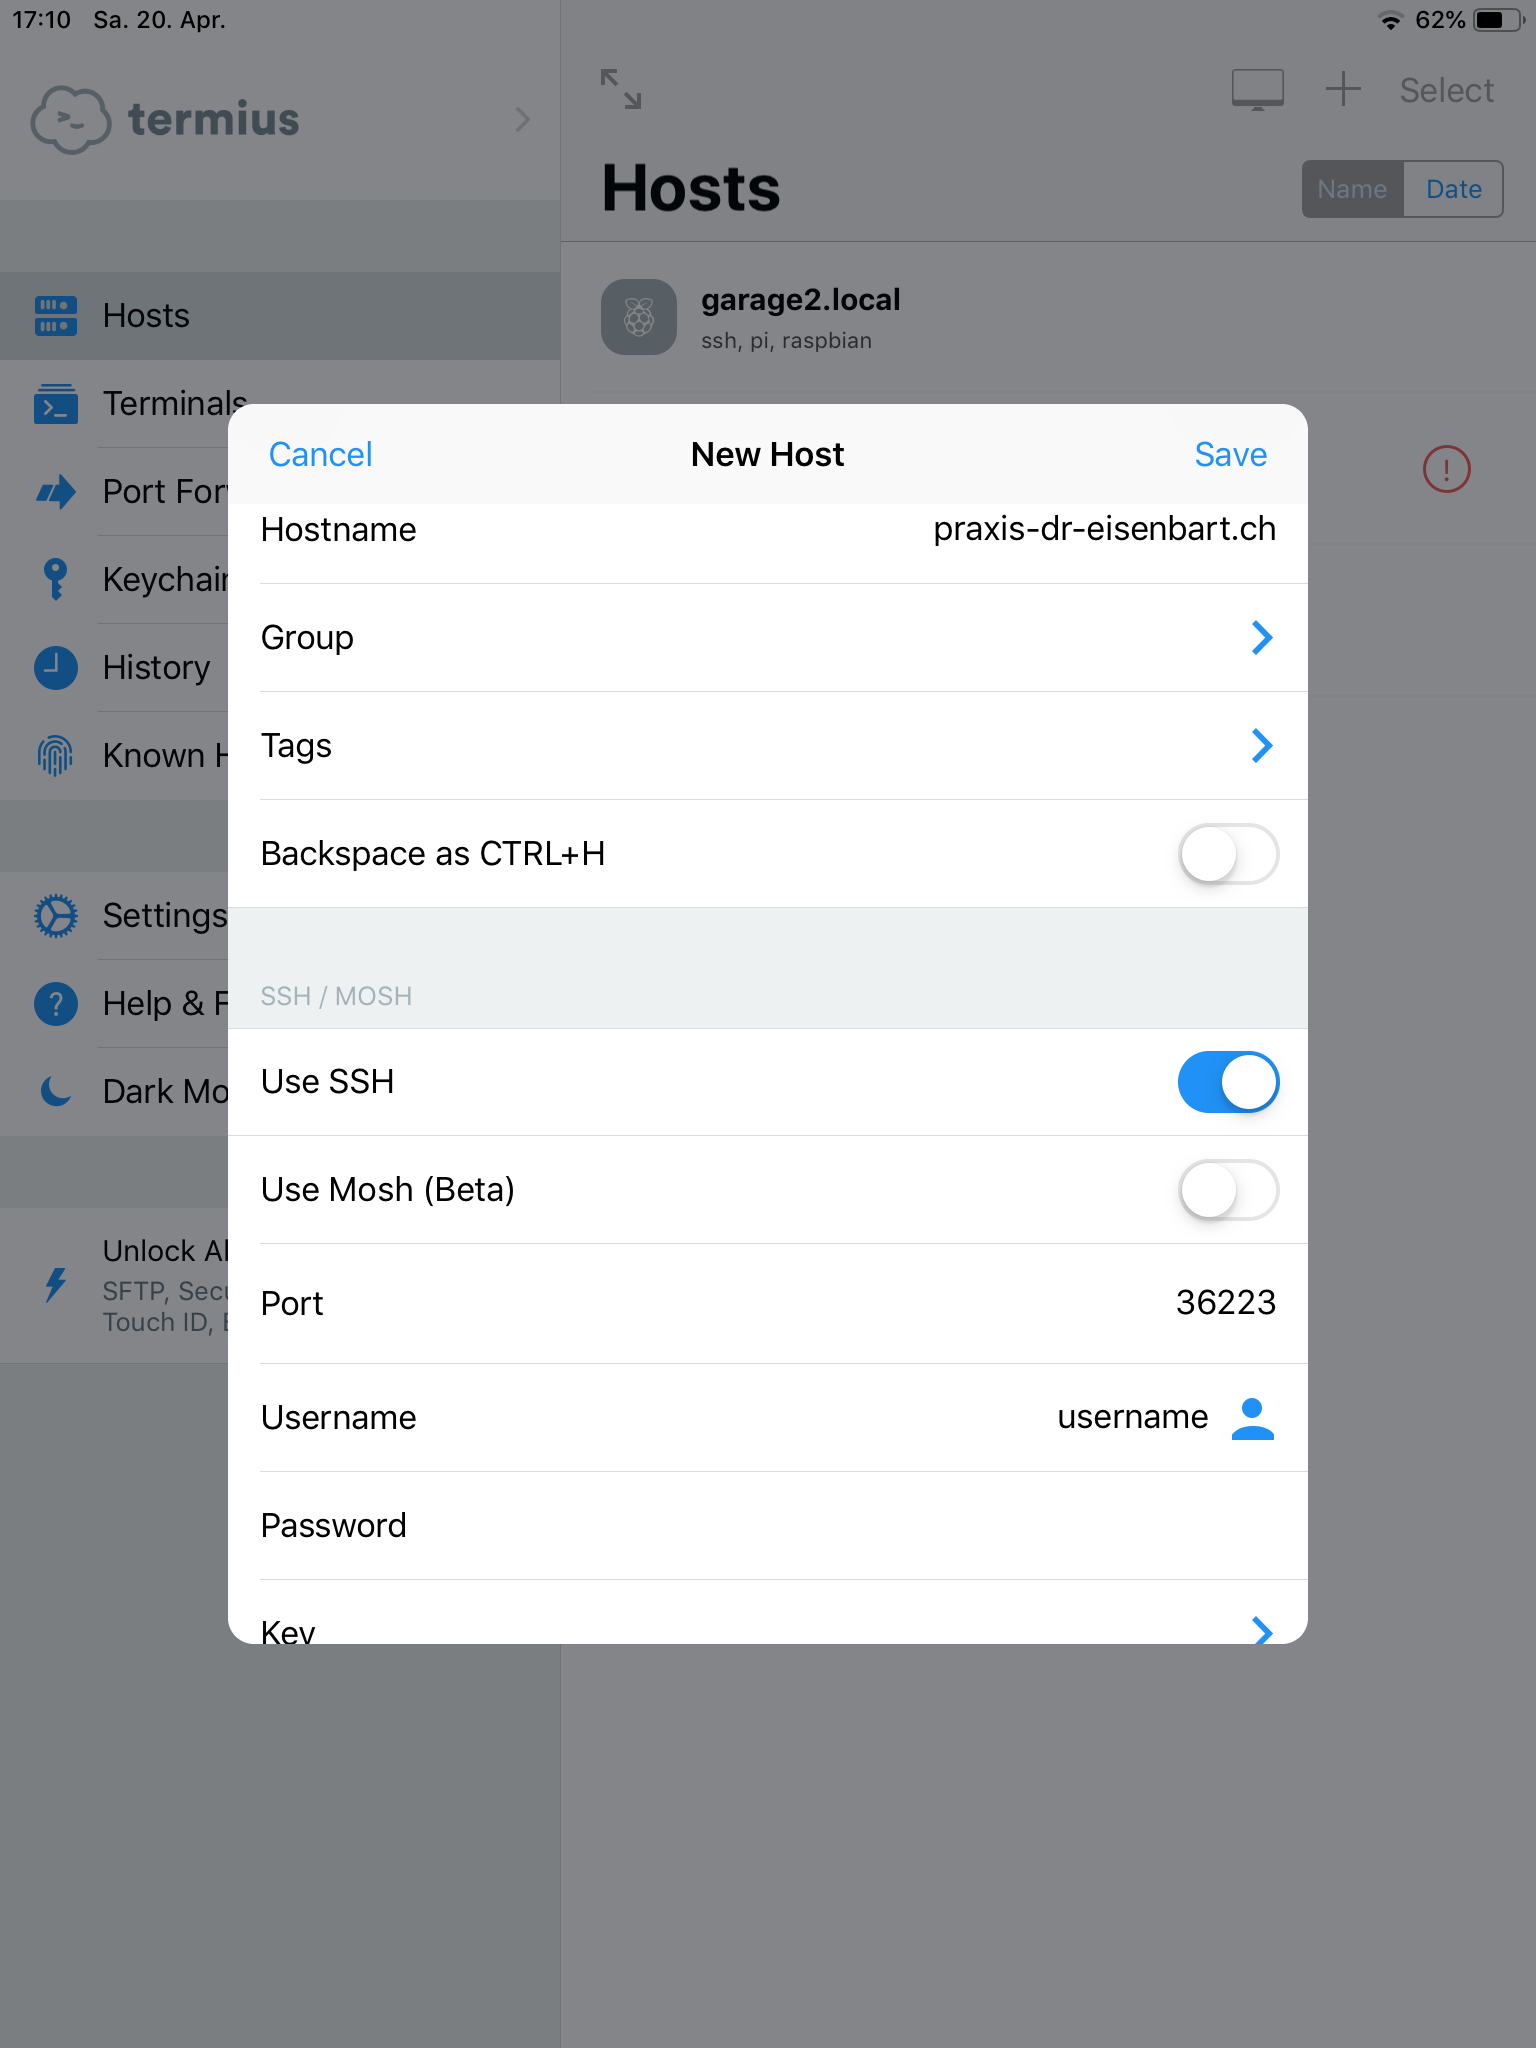 17:10 Sa. 20. Apr.
62%
termius
Select
Hosts
Name Date
Hosts
garage2.local
ssh, pi, raspbian
Terminals
Port For
Keychain
History
Known H
Settings
Help & F
Dark Mo
Unlock Al
SFTP, Secu
Touch ID,
Cancel New Host Save
Hostname praxis-dr-eisenbart.ch
Group
Tags
Backspace as CTRL+H
SSH / MOSH
Use SSH
Use Mosh (Beta)
Port 36223
Username username
Password
Key